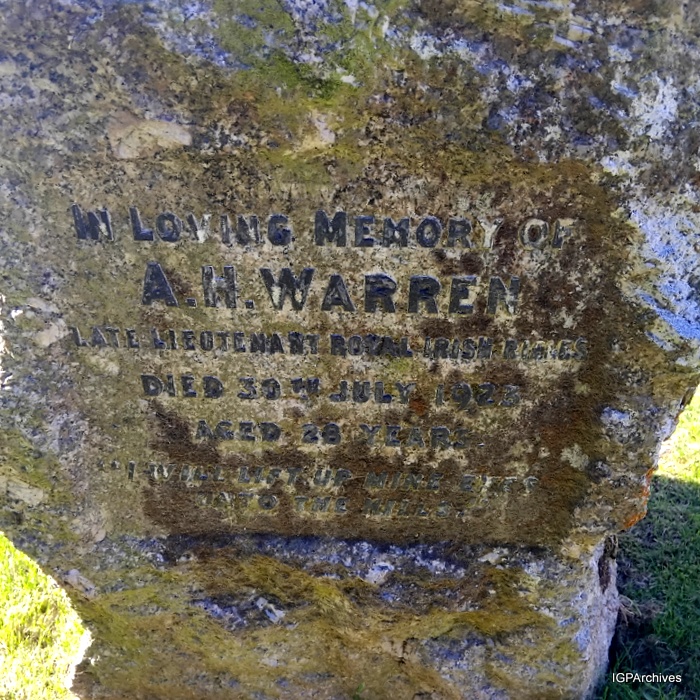 IN LOVING MEMORY OF
A. H. WARREN
LATE LIEUTENANT ROYAL IRISH RIFLES
DIED 30TH JULY 1923
AGED 28 YEARS.
"I WILL LIFT UP MINE EYES
UNTO THE HILLS."
IGPArchives